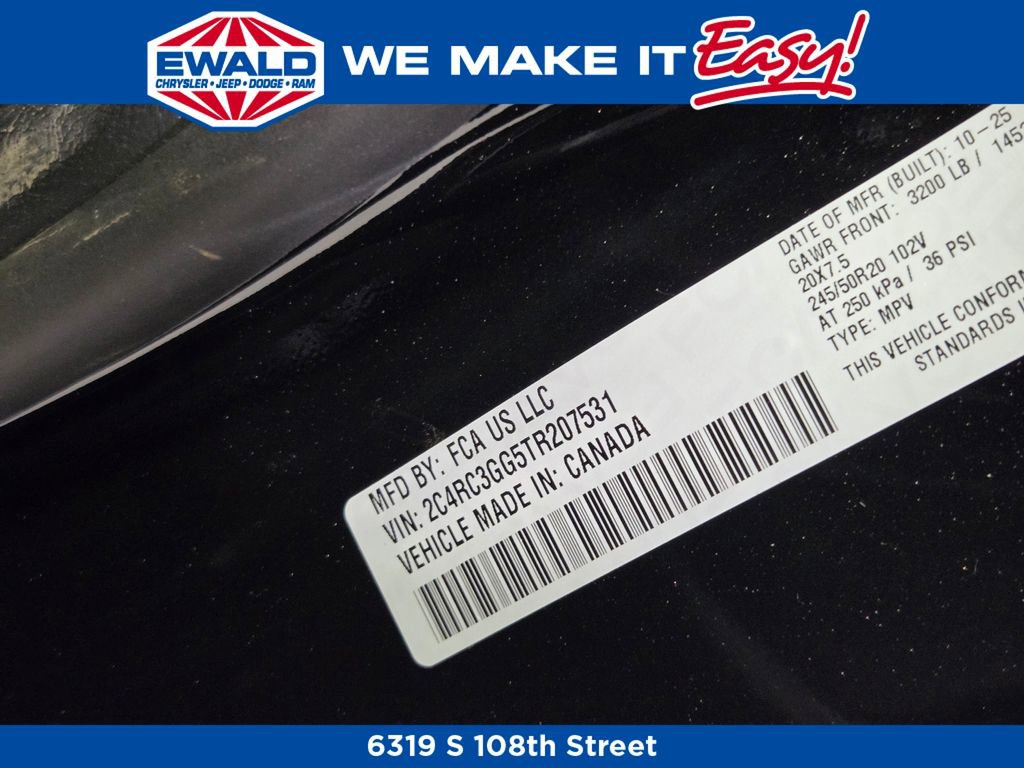 EWALD
CHRYSLER • JEEP • DODGE • RAM
WE MAKE IT Easy!
DATE OF MFR (BUILT): 10-25
GAWR FRONT: 3200 LB /
20X7.5
245/50R20 102V
AT 250 kPa / 36 PSI
TYPE: MPV
THIS VEHICLE
STANDARDS
MFD BY: FCA US LLC
VIN: 2C4RC3GG5TR207531
VEHICLE MADE IN: CANADA
6319 S 108th Street